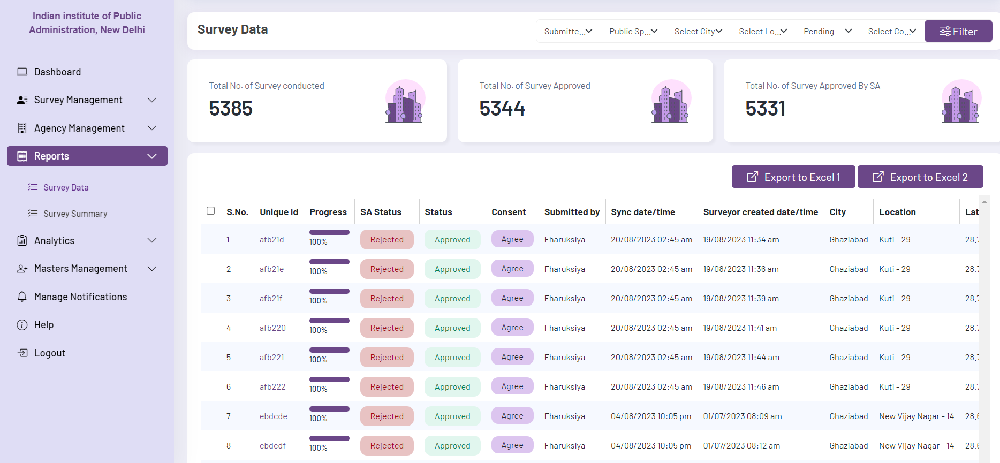 Indian institute of Public
Administration, New Delhi
Dashboard
Survey Management
Agency Management
Reports
Survey Data
Survey Summary
Analytics
Masters Management
Manage Notifications
Help
Logout
Survey Data
Submitte... Public Sp... Select City Select Lo... Pending Select Co... Filter
Total No. of Survey conducted
5385
Total No. of Survey Approved
5344
Total No. of Survey Approved By SA
5331
Export to Excel 1 Export to Excel 2
S.No. Unique Id Progress SA Status Status Consent Submitted by Sync date/time Surveyor created date/time City Location Lat
1 afb21d 100% Rejected Approved Agree Fharuksiya 20/08/2023 02:45 am 19/08/2023 11:34 am Ghaziabad Kuti - 29 28.7
2 afb21e 100% Rejected Approved Agree Fharuksiya 20/08/2023 02:45 am 19/08/2023 11:36 am Ghaziabad Kuti - 29 28.7
3 afb21f 100% Rejected Approved Agree Fharuksiya 20/08/2023 02:45 am 19/08/2023 11:39 am Ghaziabad Kuti - 29 28.7
4 afb220 100% Rejected Approved Agree Fharuksiya 20/08/2023 02:45 am 19/08/2023 11:41 am Ghaziabad Kuti - 29 28.7
5 afb221 100% Rejected Approved Agree Fharuksiya 20/08/2023 02:45 am 19/08/2023 11:44 am Ghaziabad Kuti - 29 28.7
6 afb222 100% Rejected Approved Agree Fharuksiya 20/08/2023 02:45 am 19/08/2023 11:46 am Ghaziabad Kuti - 29 28.7
7 ebdcde 100% Rejected Approved Agree Fharuksiya 04/08/2023 10:05 pm 01/07/2023 08:09 am Ghaziabad New Vijay Nagar - 14 28.6
8 ebdcdf 100% Rejected Approved Agree Fharuksiya 04/08/2023 10:05 pm 01/07/2023 08:12 am Ghaziabad New Vijay Nagar - 14 28.6